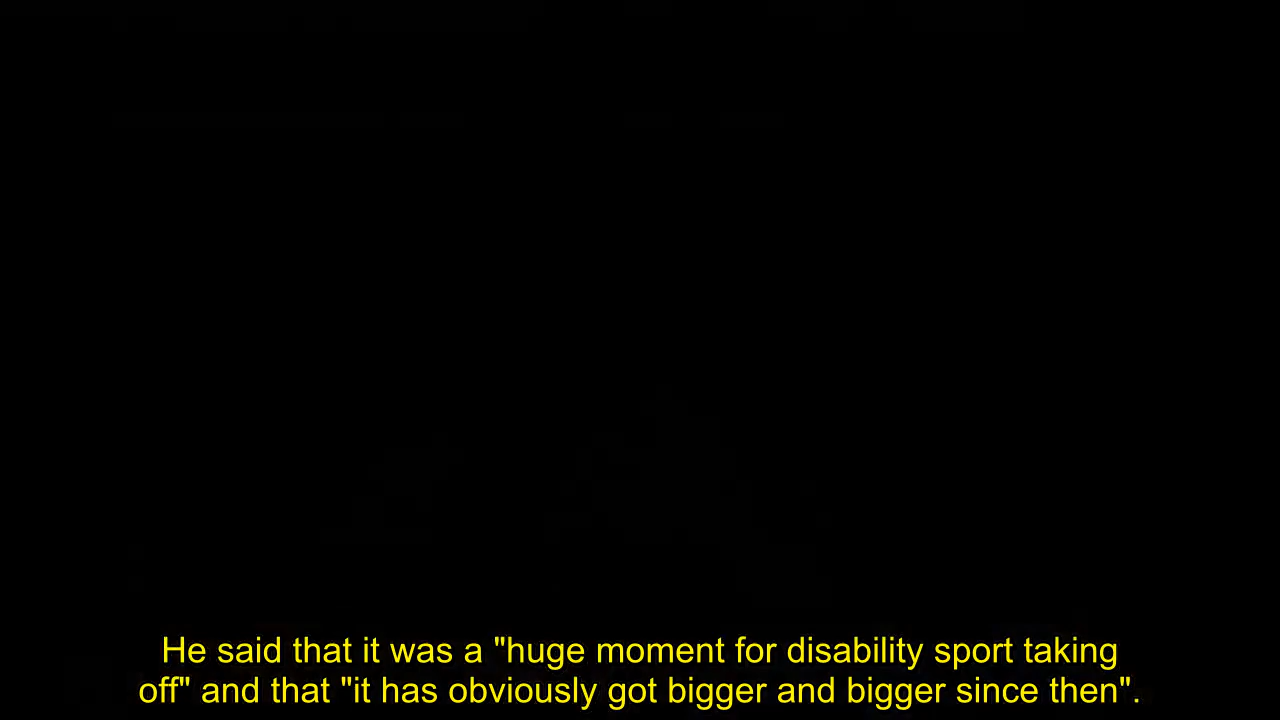 He said that it was a "huge moment for disability sport taking
off" and that "it has obviously got bigger and bigger since then".